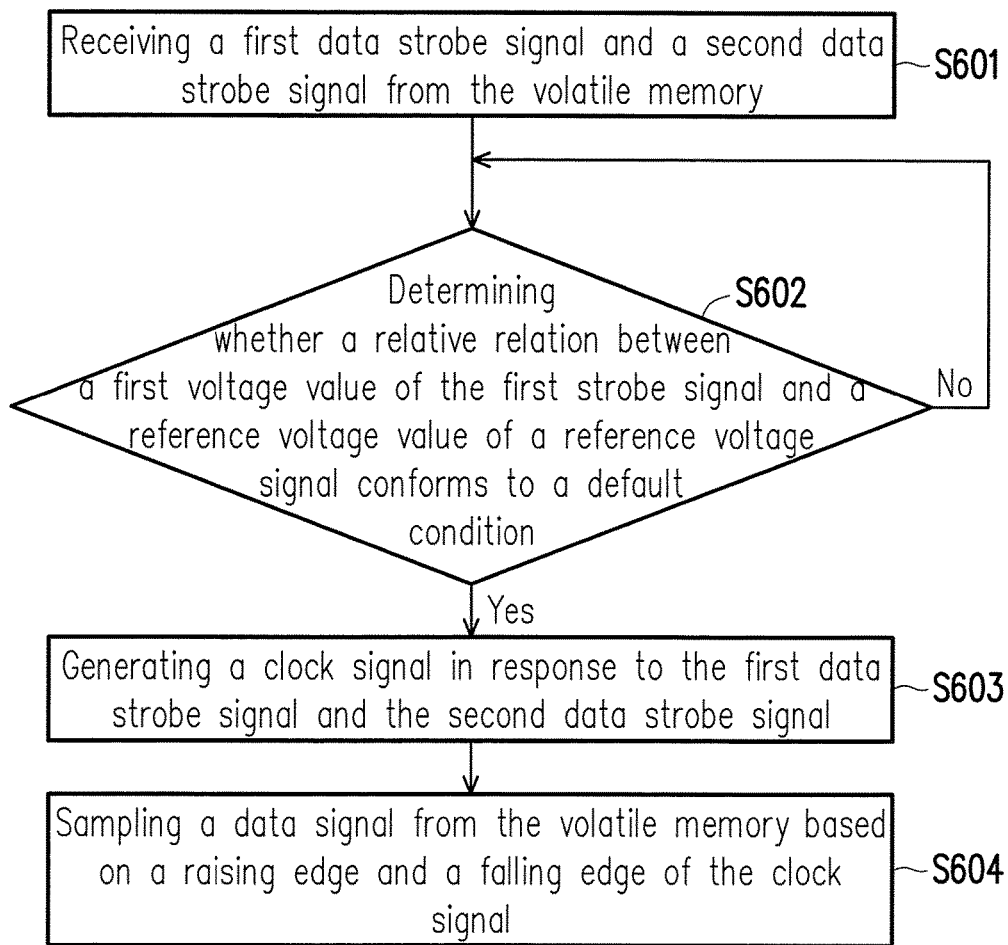 Receiving a first data strobe signal and a second data
strobe signal from the volatile memory
S601
Determining
whether a relative relation between
a first voltage value of the first strobe signal and a
reference voltage value of a reference voltage
signal conforms to a default
condition
S602
No
Yes
Generating a clock signal in response to the first data
strobe signal and the second data strobe signal
S603
Sampling a data signal from the volatile memory based
on a raising edge and a falling edge of the clock
signal
S604